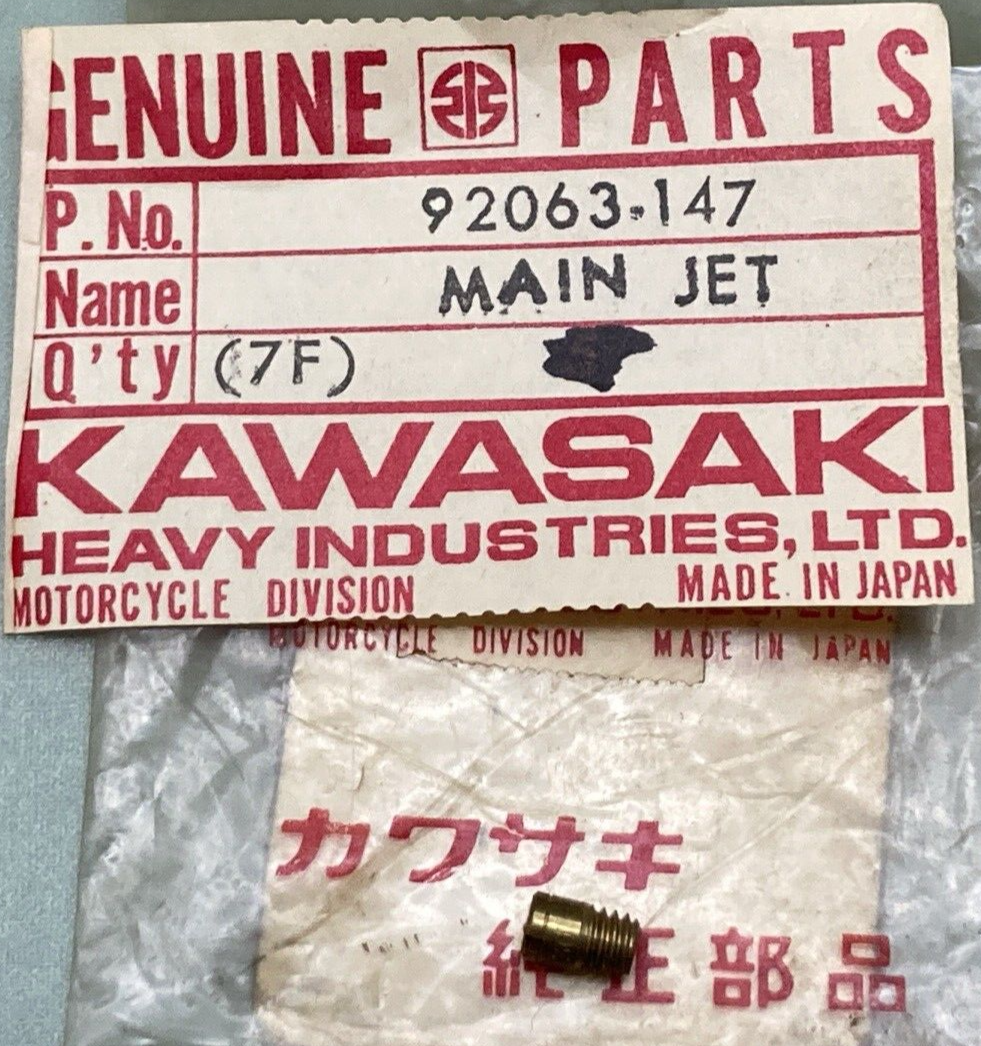 GENUINE PARTS
P.No. 92063-147
Name MAIN JET
Q'ty (7F)
KAWASAKI
HEAVY INDUSTRIES, LTD.
MOTORCYCLE DIVISION MADE IN JAPAN
LTD.
MOTORCYCLE DIVISION MADE IN JAPAN
カワサキ
純正部品